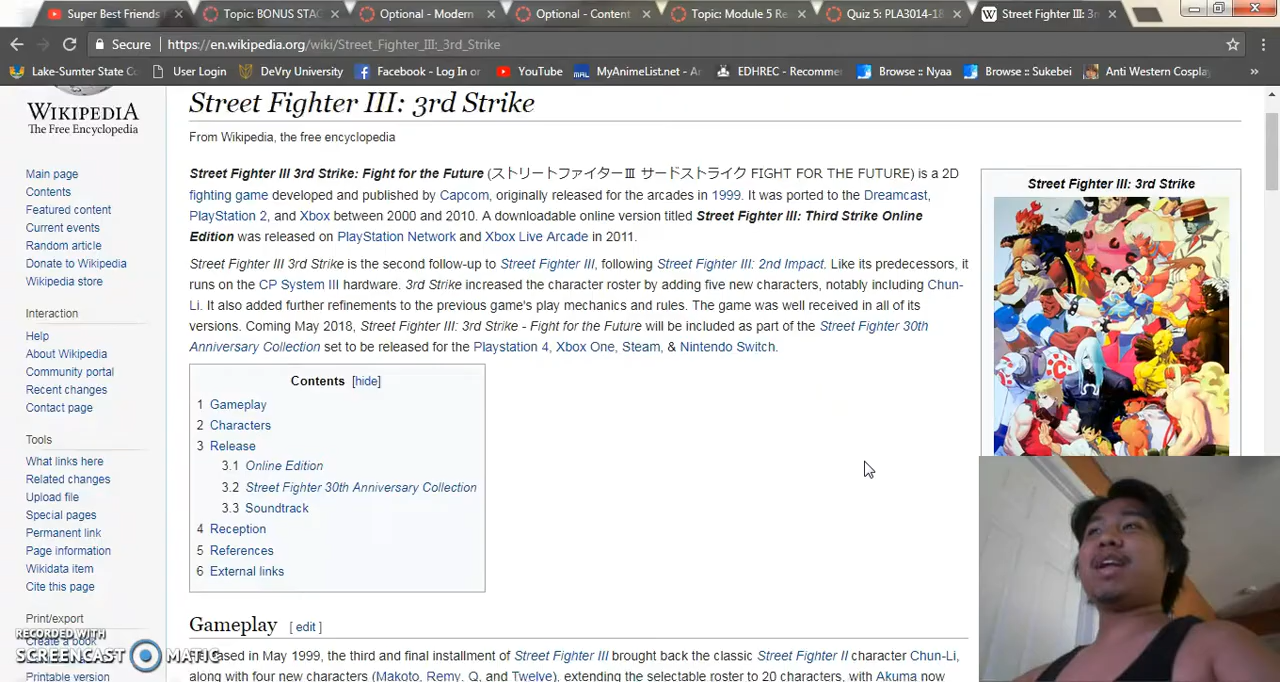 Super Best Friends
Topic: BONUS STAG
Optional - Modern
Optional - Content
Topic: Module 5 Re
Quiz 5: PLA3014-18
Street Fighter III: 3r
Secure
https://en.wikipedia.org/wiki/Street_Fighter_III:_3rd_Strike
Lake-Sumter State Co
User Login
DeVry University
Facebook - Log In or
YouTube
MyAnimeList.net - Ar
EDHREC - Recomme
Browse :: Nyaa
Browse :: Sukebei
Anti Western Cosplay
WIKIPEDIA
The Free Encyclopedia
Main page
Contents
Featured content
Current events
Random article
Donate to Wikipedia
Wikipedia store
Interaction
Help
About Wikipedia
Community portal
Recent changes
Contact page
Tools
What links here
Related changes
Upload file
Special pages
Permanent link
Page information
Wikidata item
Cite this page
Print/export
Create a book
Printable version
Street Fighter III: 3rd Strike
From Wikipedia, the free encyclopedia
Street Fighter III 3rd Strike: Fight for the Future (ストリートファイターⅢ サードストライク FIGHT FOR THE FUTURE) is a 2D
fighting game developed and published by Capcom, originally released for the arcades in 1999. It was ported to the Dreamcast,
PlayStation 2, and Xbox between 2000 and 2010. A downloadable online version titled Street Fighter III: Third Strike Online
Edition was released on PlayStation Network and Xbox Live Arcade in 2011.
Street Fighter III 3rd Strike is the second follow-up to Street Fighter III, following Street Fighter III: 2nd Impact. Like its predecessors, it
runs on the CP System III hardware. 3rd Strike increased the character roster by adding five new characters, notably including Chun-
Li. It also added further refinements to the previous game's play mechanics and rules. The game was well received in all of its
versions. Coming May 2018, Street Fighter III: 3rd Strike - Fight for the Future will be included as part of the Street Fighter 30th
Anniversary Collection set to be released for the Playstation 4, Xbox One, Steam, & Nintendo Switch.
Contents [hide]
1 Gameplay
2 Characters
3 Release
3.1 Online Edition
3.2 Street Fighter 30th Anniversary Collection
3.3 Soundtrack
4 Reception
5 References
6 External links
Gameplay [ edit ]
Released in May 1999, the third and final installment of Street Fighter III brought back the classic Street Fighter II character Chun-Li,
along with four new characters (Makoto, Remy, Q, and Twelve), extending the selectable roster to 20 characters, with Akuma now
Street Fighter III: 3rd Strike
RECORDED WITH
SCREENCAST MATIC